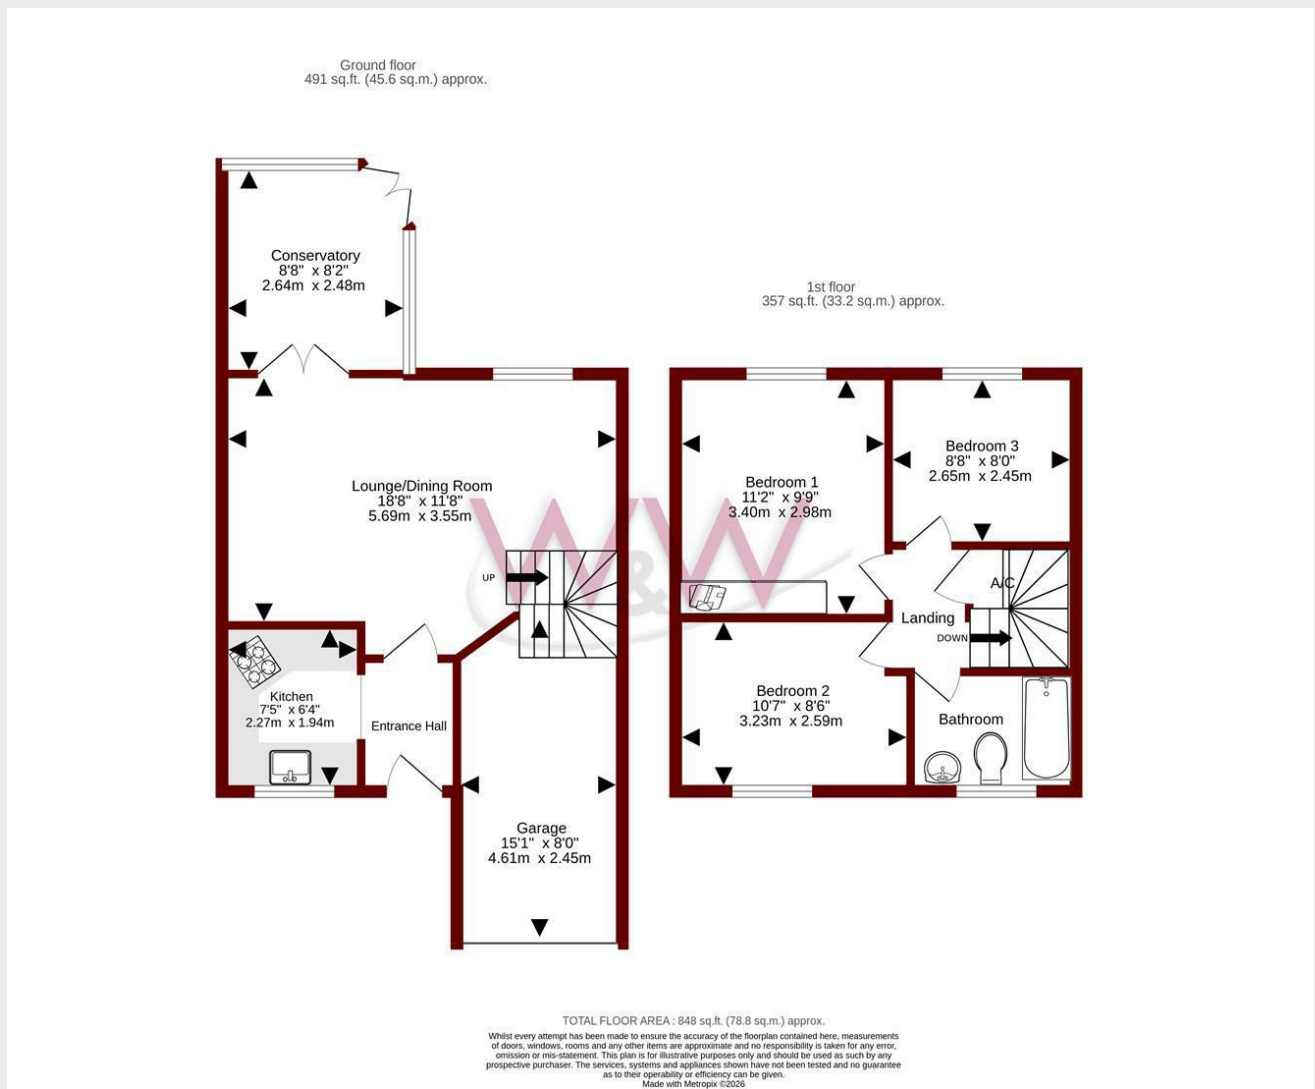 Ground floor
491 sq.ft. (45.6 sq.m.) approx.
Conservatory
8'8" x 8'2"
2.64m x 2.48m
Lounge/Dining Room
18'8" x 11'8"
5.69m x 3.55m
UP
Kitchen
7'5" x 6'4"
2.27m x 1.94m
Entrance Hall
Garage
15'1" x 8'0"
4.61m x 2.45m
1st floor
357 sq.ft. (33.2 sq.m.) approx.
Bedroom 1
11'2" x 9'9"
3.40m x 2.98m
Bedroom 3
8'8" x 8'0"
2.65m x 2.45m
A/C
Landing
DOWN
Bedroom 2
10'7" x 8'6"
3.23m x 2.59m
Bathroom
W&W
TOTAL FLOOR AREA : 848 sq.ft. (78.8 sq.m.) approx.
Whilst every attempt has been made to ensure the accuracy of the floorplan contained here, measurements
of doors, windows, rooms and any other items are approximate and no responsibility is taken for any error,
omission or mis-statement. This plan is for illustrative purposes only and should be used as such by any
prospective purchaser. The services, systems and appliances shown have not been tested and no guarantee
as to their operability or efficiency can be given.
Made with Metropix ©2026